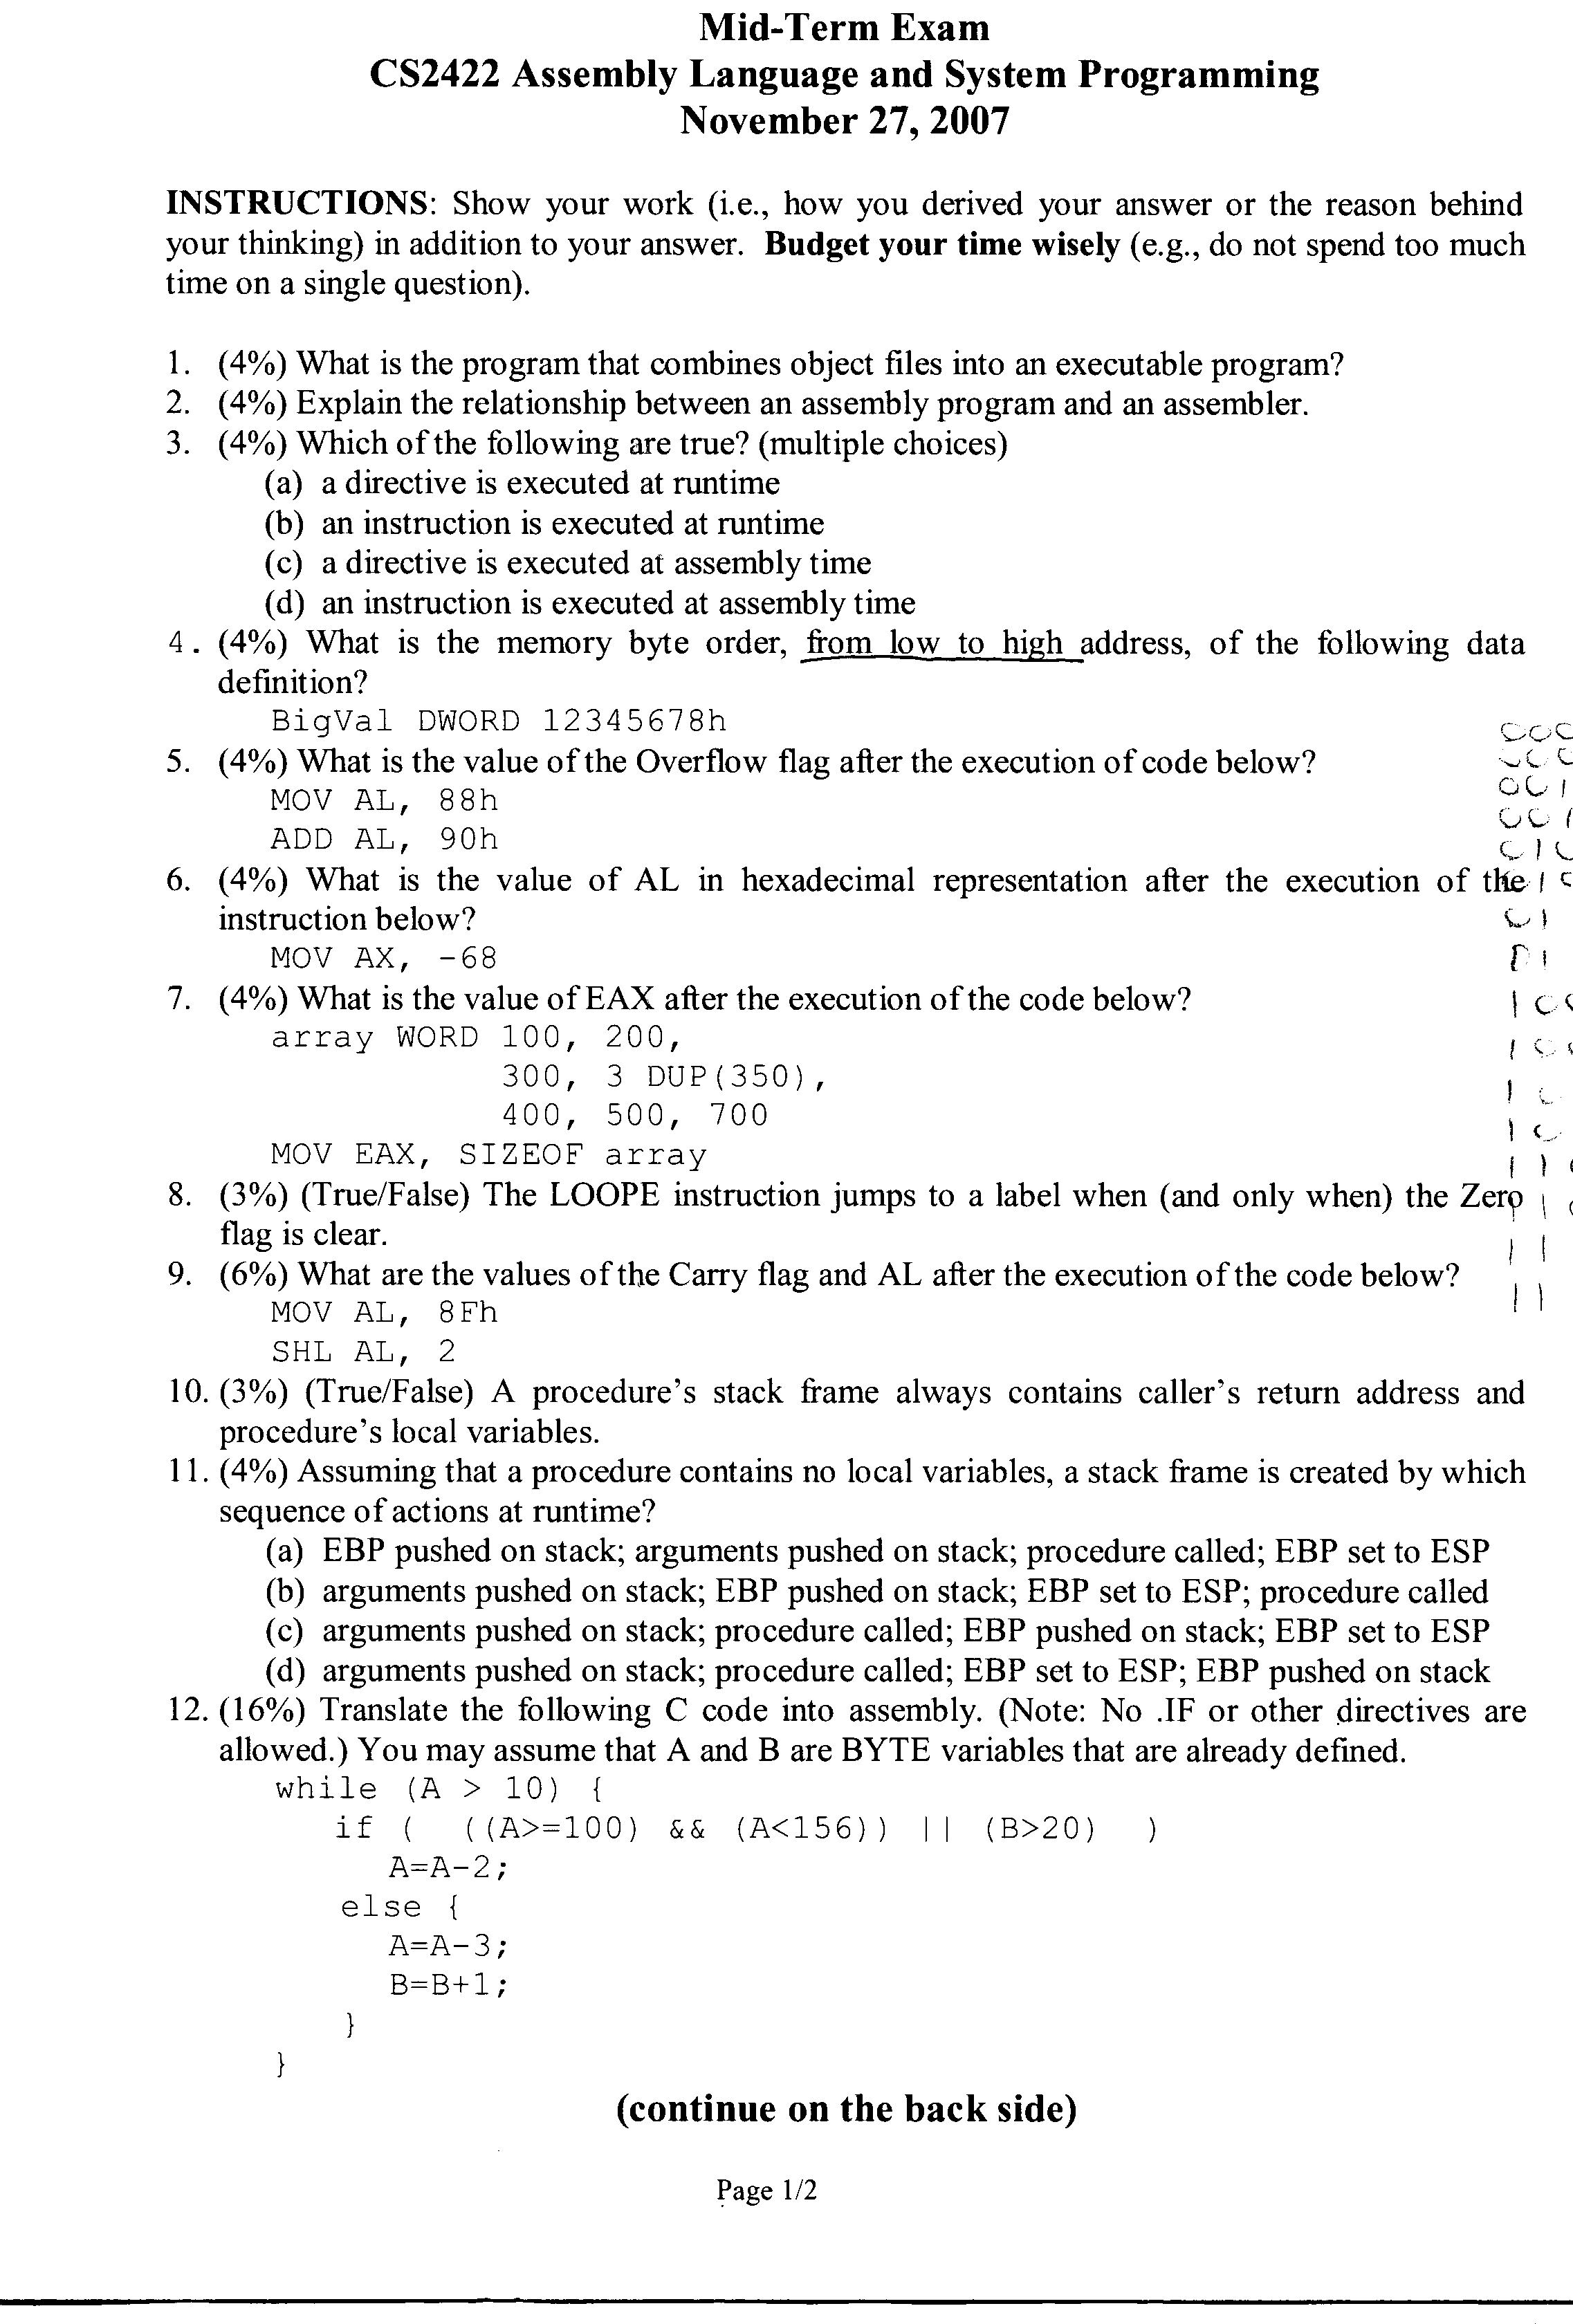 Mid-Term Exam
CS2422 Assembly Language and System Programming
November 27, 2007
INSTRUCTIONS: Show your work (i.e., how you derived your answer or the reason behind
your thinking) in addition to your answer. Budget your time wisely (e.g., do not spend too much
time on a single question).
1. (4%) What is the program that combines object files into an executable program?
2. (4%) Explain the relationship between an assembly program and an assembler.
3. (4%) Which of the following are true? (multiple choices)
(a) a directive is executed at runtime
(b) an instruction is executed at runtime
(c) a directive is executed at assembly time
(d) an instruction is executed at assembly time
4. (4%) What is the memory byte order, from low to high address, of the following data
definition?
BigVal DWORD 12345678h
5. (4%) What is the value of the Overflow flag after the execution of code below?
MOV AL, 88h
ADD AL, 90h
6. (4%) What is the value of AL in hexadecimal representation after the execution of the
instruction below?
MOV AX, -68
7. (4%) What is the value of EAX after the execution of the code below?
array WORD 100, 200,
300, 3 DUP(350),
400, 500, 700
MOV EAX, SIZEOF array
8. (3%) (True/False) The LOOPE instruction jumps to a label when (and only when) the Zero
flag is clear.
9. (6%) What are the values of the Carry flag and AL after the execution of the code below?
MOV AL, 8Fh
SHL AL, 2
10. (3%) (True/False) A procedure's stack frame always contains caller's return address and
procedure's local variables.
11. (4%) Assuming that a procedure contains no local variables, a stack frame is created by which
sequence of actions at runtime?
(a) EBP pushed on stack; arguments pushed on stack; procedure called; EBP set to ESP
(b) arguments pushed on stack; EBP pushed on stack; EBP set to ESP; procedure called
(c) arguments pushed on stack; procedure called; EBP pushed on stack; EBP set to ESP
(d) arguments pushed on stack; procedure called; EBP set to ESP; EBP pushed on stack
12. (16%) Translate the following C code into assembly. (Note: No .IF or other directives are
allowed.) You may assume that A and B are BYTE variables that are already defined.
while (A > 10) {
if ( ((A>=100) && (A<156)) || (B>20) )
A=A-2;
else {
A=A-3;
B=B+1;
}
}
(continue on the back side)
Page 1/2